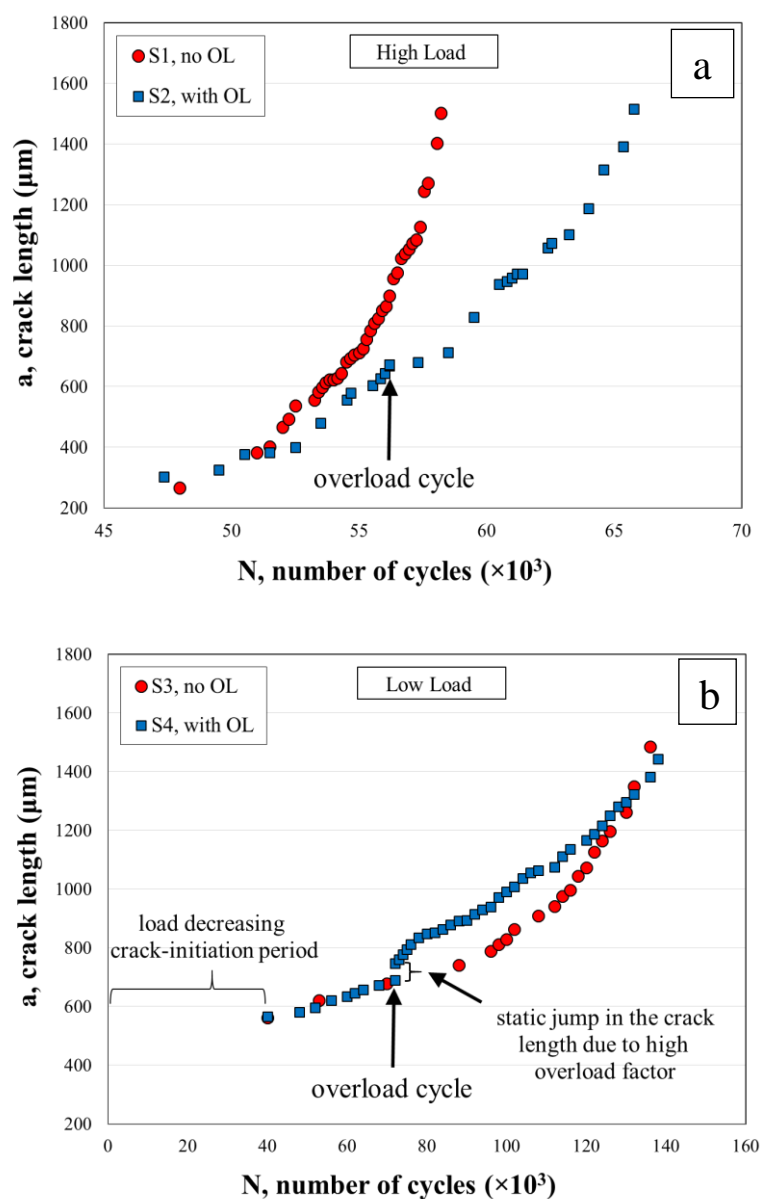 1800
1600
1400
1200
1000
800
600
400
200
a, crack length (µm)
S1, no OL
S2, with OL
High Load
a
overload cycle
45
50
55
60
65
70
N, number of cycles (×10³)
1800
1600
1400
1200
1000
800
600
400
200
a, crack length (µm)
S3, no OL
S4, with OL
Low Load
b
load decreasing
crack-initiation period
static jump in the crack
length due to high
overload factor
overload cycle
0
20
40
60
80
100
120
140
160
N, number of cycles (×10³)